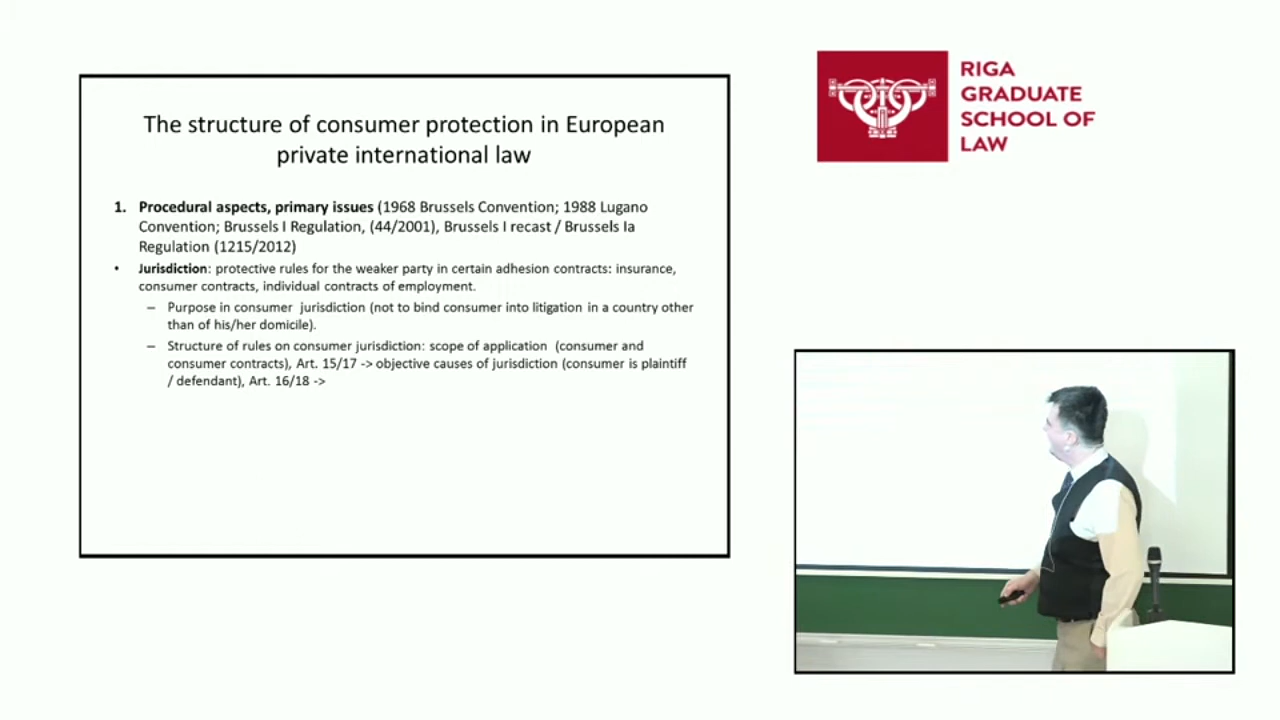 The structure of consumer protection in European
private international law
1. Procedural aspects, primary issues (1968 Brussels Convention; 1988 Lugano
Convention; Brussels I Regulation, (44/2001), Brussels I recast / Brussels Ia
Regulation (1215/2012)
• Jurisdiction: protective rules for the weaker party in certain adhesion contracts: insurance,
consumer contracts, individual contracts of employment.
– Purpose in consumer jurisdiction (not to bind consumer into litigation in a country other
than of his/her domicile).
– Structure of rules on consumer jurisdiction: scope of application (consumer and
consumer contracts), Art. 15/17 -> objective causes of jurisdiction (consumer is plaintiff
/ defendant), Art. 16/18 ->
RIGA
GRADUATE
SCHOOL OF
LAW